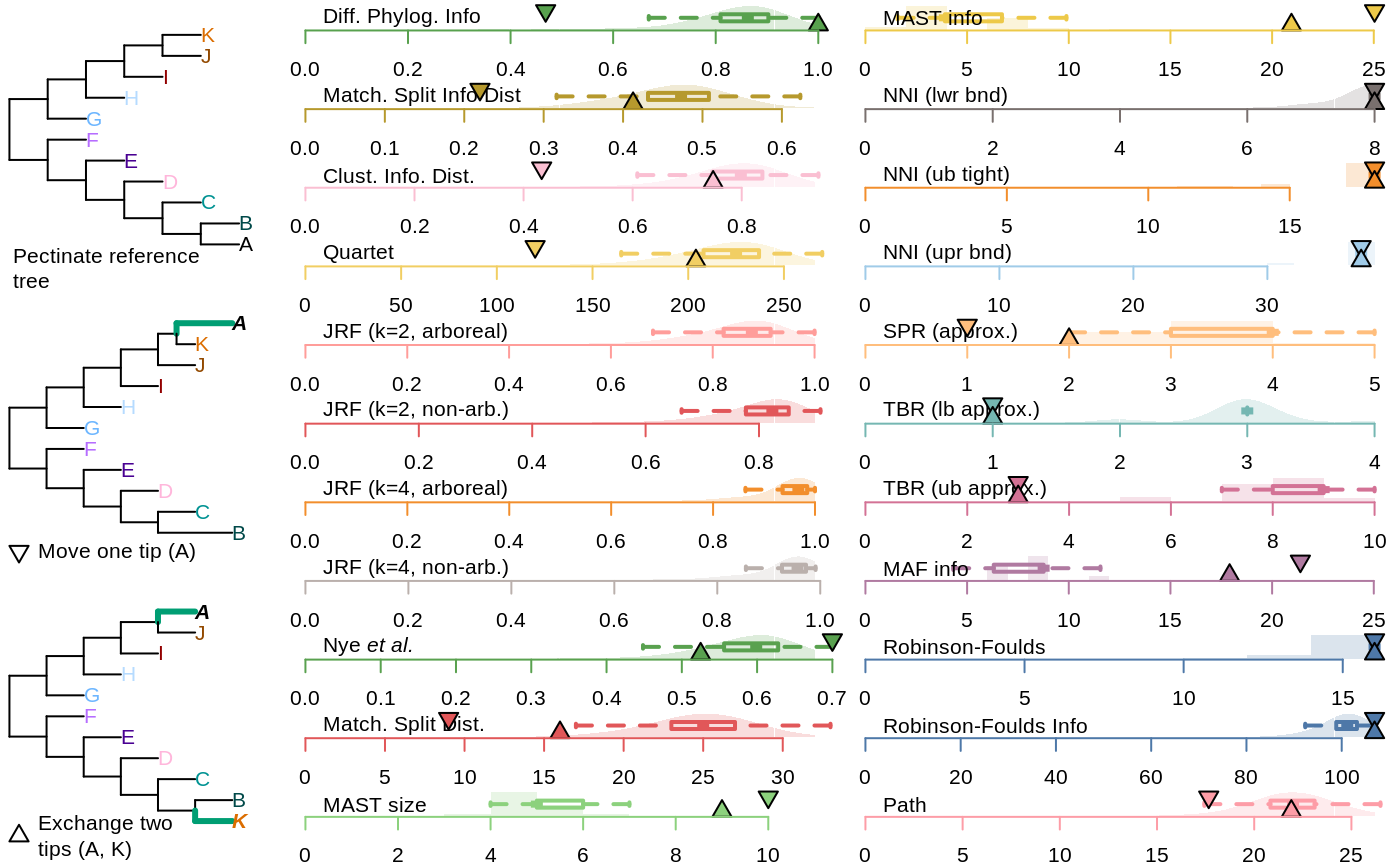 K
J
I
H
G
F
E
D
C
B
A
Pectinate reference
tree
A
K
J
I
H
G
F
E
D
C
B
Move one tip (A)
A
J
I
H
G
F
E
D
C
B
K
Exchange two
tips (A, K)
Diff. Phylog. Info
0.0 0.2 0.4 0.6 0.8 1.0
Match. Split Info Dist
0.0 0.1 0.2 0.3 0.4 0.5 0.6
Clust. Info. Dist.
0.0 0.2 0.4 0.6 0.8
Quartet
0 50 100 150 200 250
JRF (k=2, arboreal)
0.0 0.2 0.4 0.6 0.8 1.0
JRF (k=2, non-arb.)
0.0 0.2 0.4 0.6 0.8
JRF (k=4, arboreal)
0.0 0.2 0.4 0.6 0.8 1.0
JRF (k=4, non-arb.)
0.0 0.2 0.4 0.6 0.8 1.0
Nye et al.
0.0 0.1 0.2 0.3 0.4 0.5 0.6 0.7
Match. Split Dist.
0 5 10 15 20 25 30
MAST size
0 2 4 6 8 10
MAST info
0 5 10 15 20 25
NNI (lwr bnd)
0 2 4 6 8
NNI (ub tight)
0 5 10 15
NNI (upr bnd)
0 10 20 30
SPR (approx.)
0 1 2 3 4 5
TBR (lb approx.)
0 1 2 3 4
TBR (ub approx.)
0 2 4 6 8 10
MAF info
0 5 10 15 20 25
Robinson-Foulds
0 5 10 15
Robinson-Foulds Info
0 20 40 60 80 100
Path
0 5 10 15 20 25